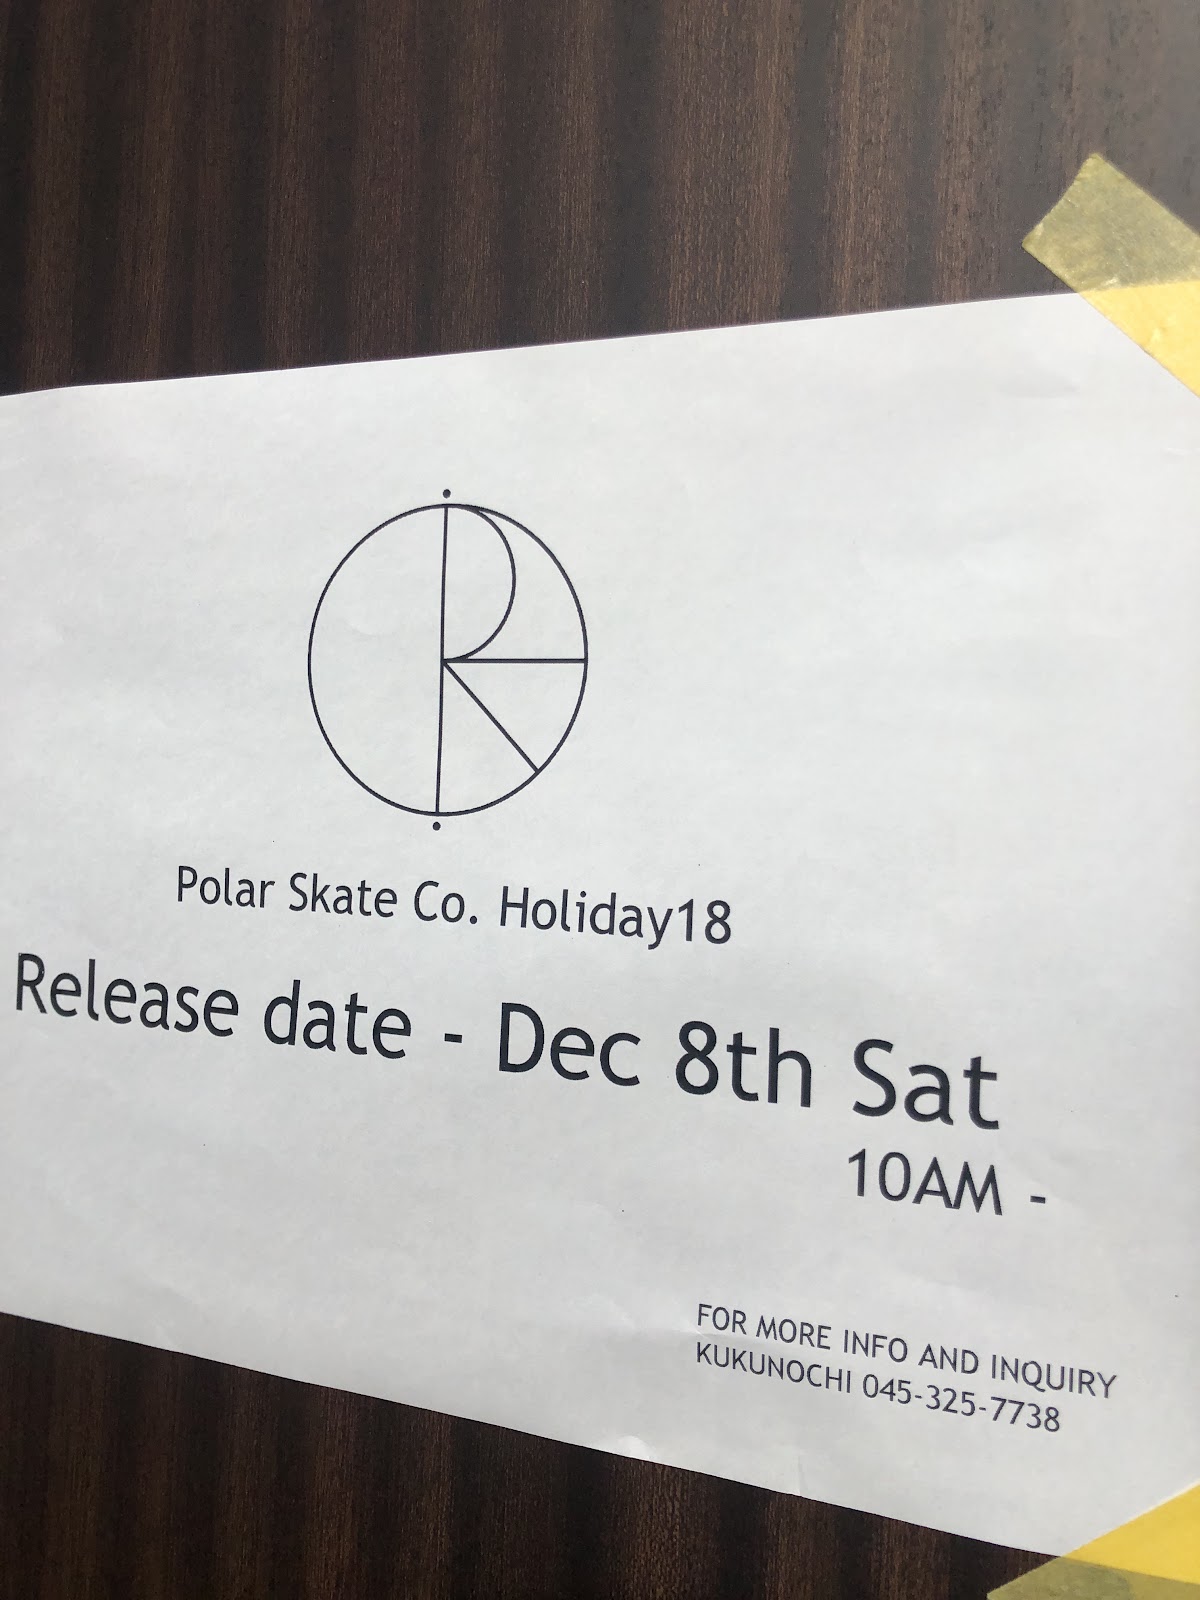 Polar Skate Co. Holiday18
Release date - Dec 8th Sat
10AM -
FOR MORE INFO AND INQUIRY
KUKUNOCHI 045-325-7738